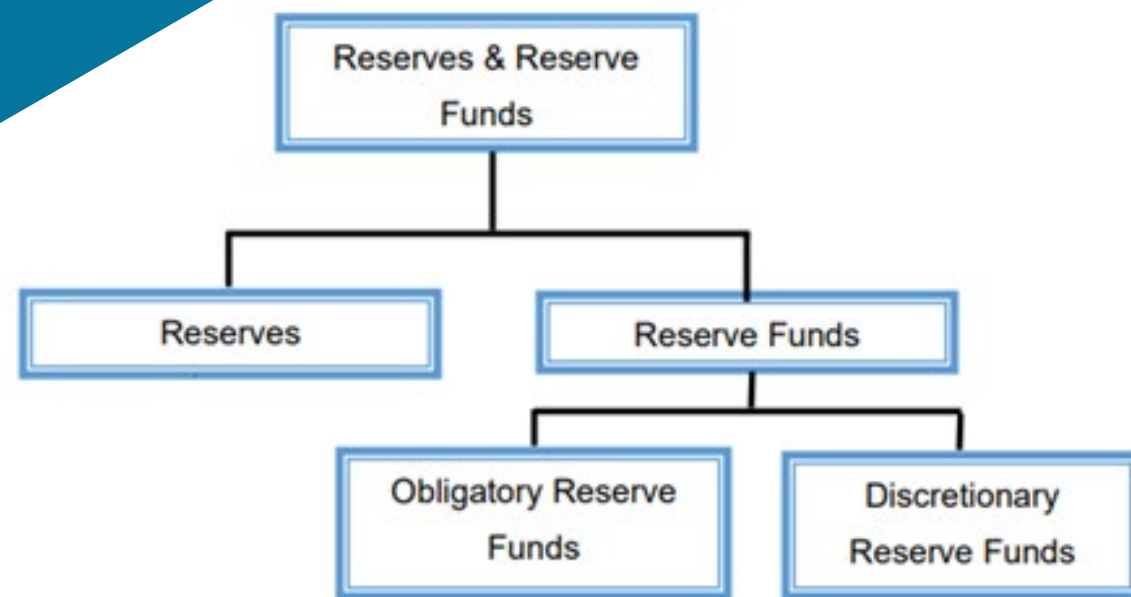 Reserves & Reserve
Funds
Reserves
Reserve Funds
Obligatory Reserve
Funds
Discretionary
Reserve Funds